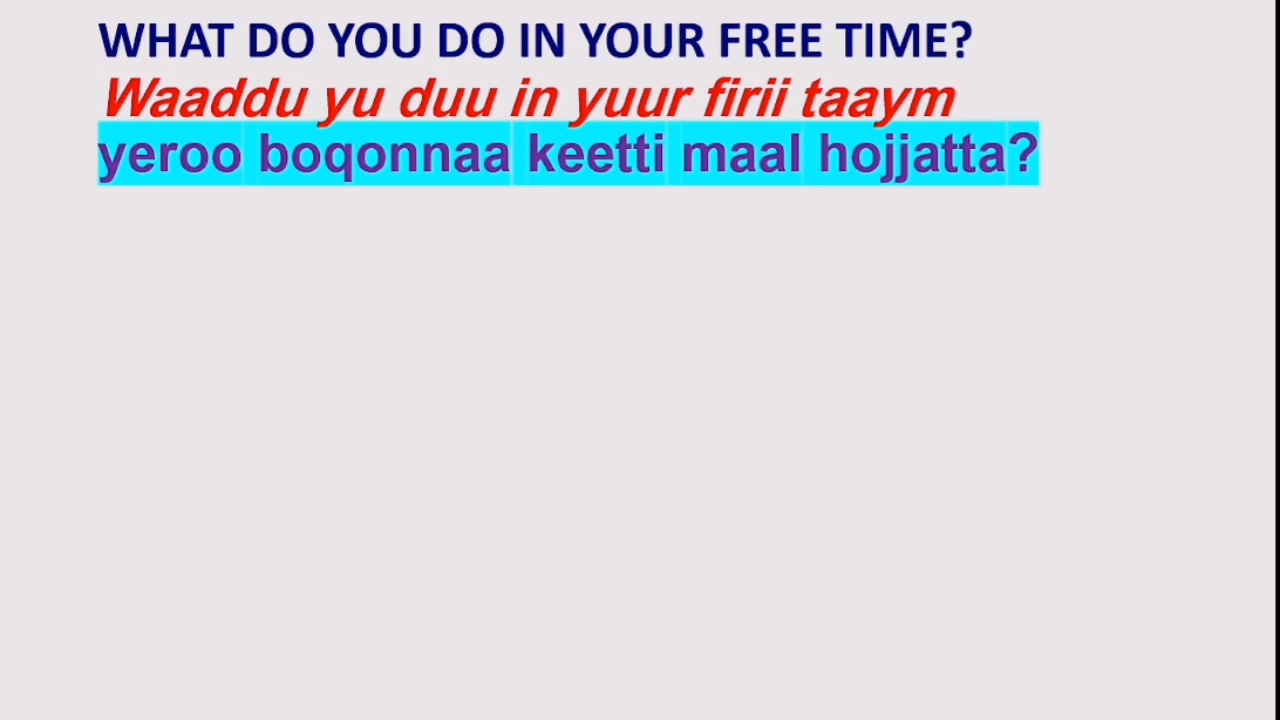 WHAT DO YOU DO IN YOUR FREE TIME?
Waaddu yu duu in yuur firii taaym
yeroo boqonnaa keetti maal hojjatta?